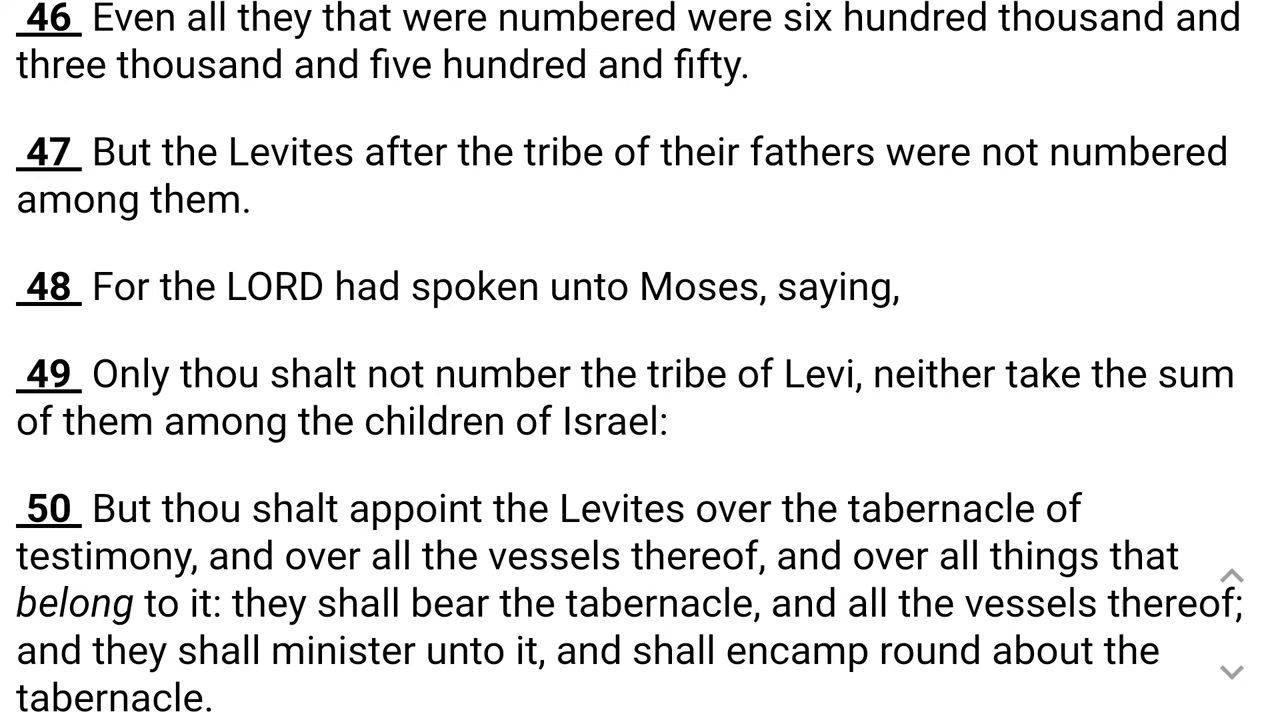 46 Even all they that were numbered were six hundred thousand and
three thousand and five hundred and fifty.
47 But the Levites after the tribe of their fathers were not numbered
among them.
48 For the LORD had spoken unto Moses, saying,
49 Only thou shalt not number the tribe of Levi, neither take the sum
of them among the children of Israel:
50 But thou shalt appoint the Levites over the tabernacle of
testimony, and over all the vessels thereof, and over all things that
belong to it: they shall bear the tabernacle, and all the vessels thereof;
and they shall minister unto it, and shall encamp round about the
tabernacle.